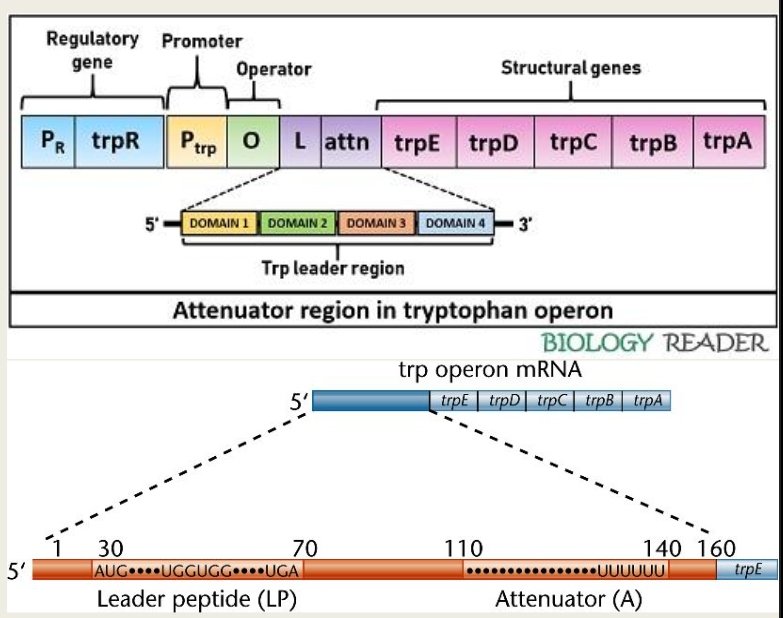 Regulatory gene
Promoter
Operator
Structural genes
PR trpR Ptrp O L attn trpE trpD trpC trpB trpA
5' DOMAIN 1 DOMAIN 2 DOMAIN 3 DOMAIN 4 3'
Trp leader region
Attenuator region in tryptophan operon
BIOLOGY READER
trp operon mRNA
5' trpE trpD trpC trpB trpA
1 30 70 110 140 160
5' AUG••••UGGUGG••••UGA •••••••••••••••UUUUUU trpE
Leader peptide (LP) Attenuator (A)